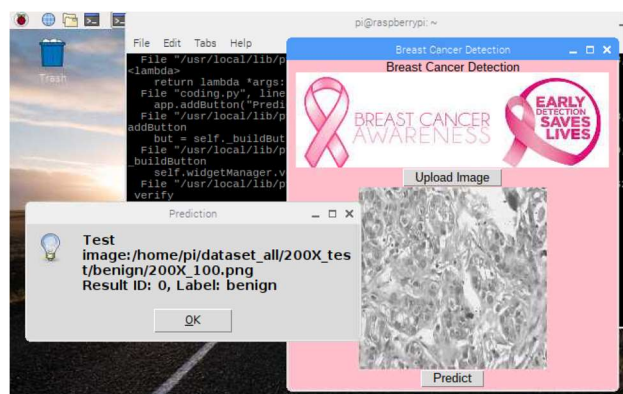 pi@raspberrypi: ~
Trash
File Edit Tabs Help
File "/usr/local/lib/p
<lambda>
return lambda *args:
File "coding.py", line
app.addButton("Predi
File "/usr/local/lib/p
addButton
but = self._buildBut
File "/usr/local/lib/p
_buildButton
self.widgetManager.v
File "/usr/local/lib/p
verify
Breast Cancer Detection
Breast Cancer Detection
BREAST CANCER
AWARENESS
EARLY
DETECTION
SAVES
LIVES
Upload Image
Predict
Prediction
Test
image:/home/pi/dataset_all/200X_tes
t/benign/200X_100.png
Result ID: 0, Label: benign
OK